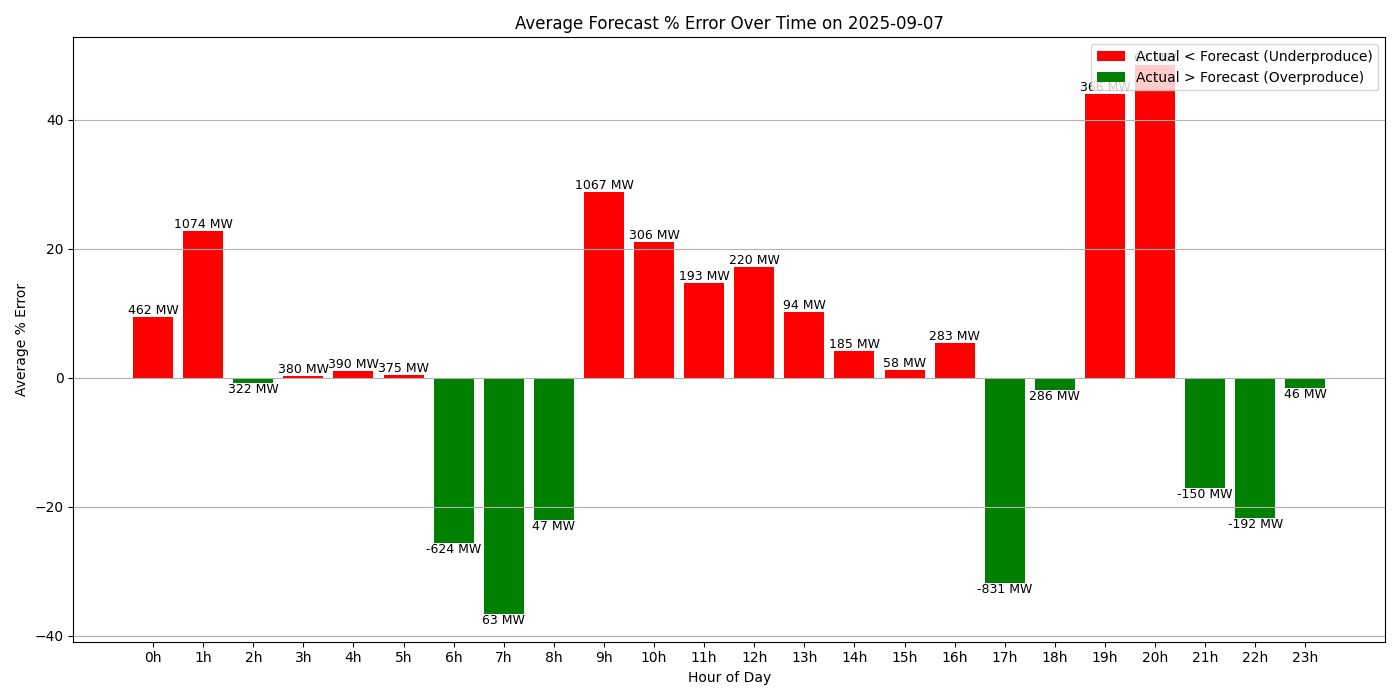 Average Forecast % Error Over Time on 2025-09-07
Actual < Forecast (Underproduce)
Actual > Forecast (Overproduce)
Average % Error
40
20
0
−20
−40
462 MW
1074 MW
322 MW
380 MW
390 MW
375 MW
-624 MW
63 MW
47 MW
1067 MW
306 MW
193 MW
220 MW
94 MW
185 MW
58 MW
283 MW
-831 MW
286 MW
366 MW
-150 MW
-192 MW
46 MW
0h 1h 2h 3h 4h 5h 6h 7h 8h 9h 10h 11h 12h 13h 14h 15h 16h 17h 18h 19h 20h 21h 22h 23h
Hour of Day